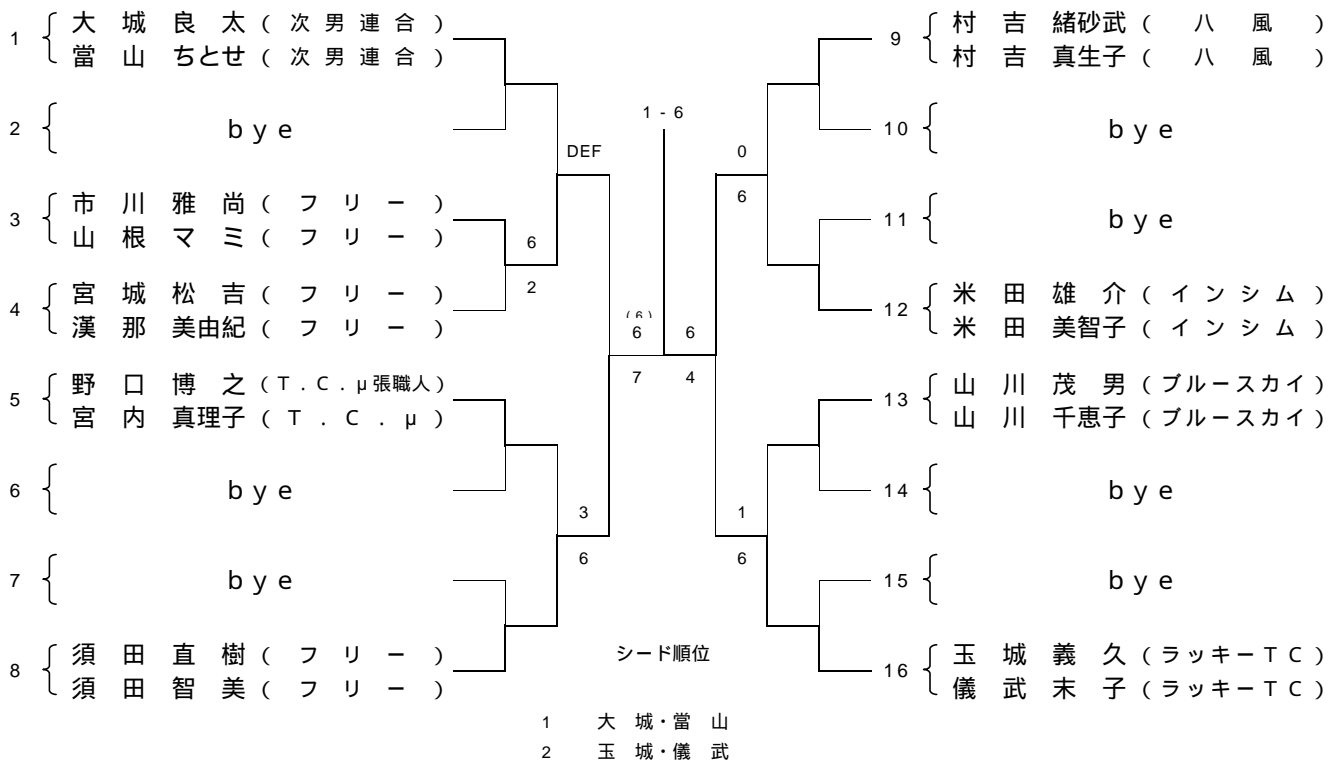 1 大 城 良 太 ( 次 男 連 合 )
當 山 ちとせ ( 次 男 連 合 )
2 bye
DEF
3 市 川 雅 尚 ( フ リ ー )
山 根 マ ミ ( フ リ ー )
6
2
4 宮 城 松 吉 ( フ リ ー )
漢 那 美由紀 ( フ リ ー )
(6)
6
7
5 野 口 博 之 (T.C.μ張職人)
宮 内 真理子 ( T . C . μ )
6 bye
3
6
7 bye
8 須 田 直 樹 ( フ リ ー )
須 田 智 美 ( フ リ ー )
1-6
9 村 吉 緒砂武 ( 八 風 )
村 吉 真生子 ( 八 風 )
10 bye
0
6
11 bye
12 米 田 雄 介 ( イ ン シ ム )
米 田 美智子 ( イ ン シ ム )
6
4
13 山 川 茂 男 (ブルースカイ)
山 川 千恵子 (ブルースカイ)
14 bye
1
6
15 bye
16 玉 城 義 久 (ラッキーTC)
儀 武 末 子 (ラッキーTC)
シード順位
1 大 城・當 山
2 玉 城・儀 武